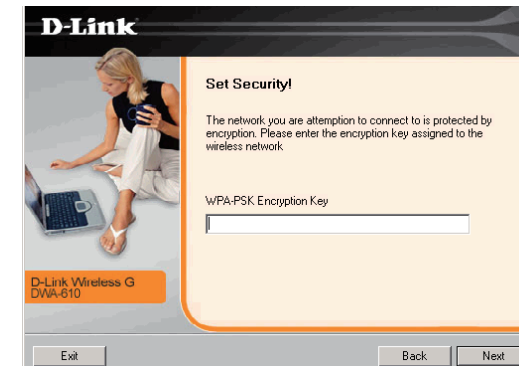 D-Link
Set Security!
The network you are attemption to connect to is protected by
encryption. Please enter the encryption key assigned to the
wireless network
WPA-PSK Encryption Key
D-Link Wireless G
DWA-610
Exit
Back
Next